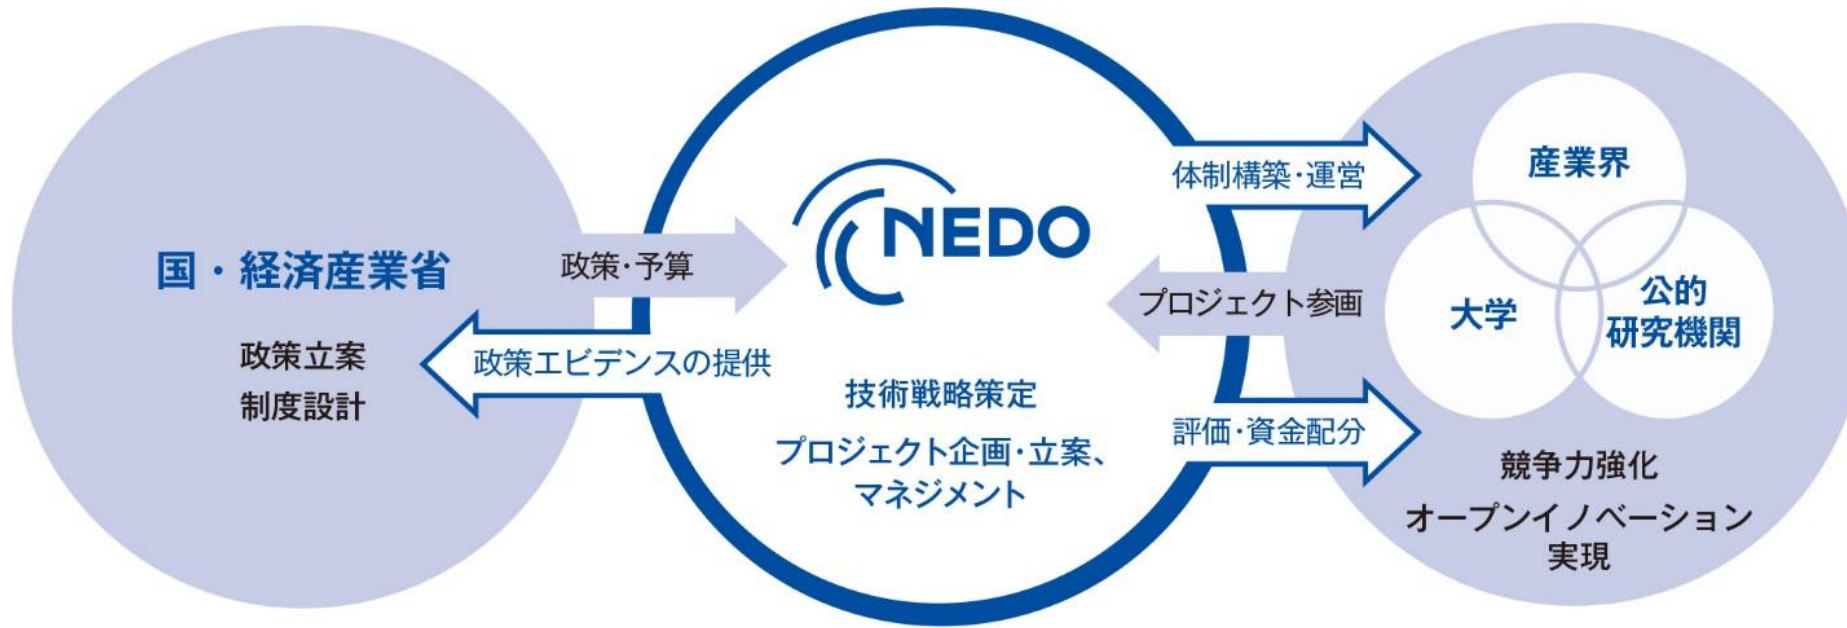 国・経済産業省
政策立案
制度設計
政策・予算
政策エビデンスの提供
NEDO
技術戦略策定
プロジェクト企画・立案、
マネジメント
体制構築・運営
プロジェクト参画
評価・資金配分
産業界
大学
公的
研究機関
競争力強化
オープンイノベーション
実現